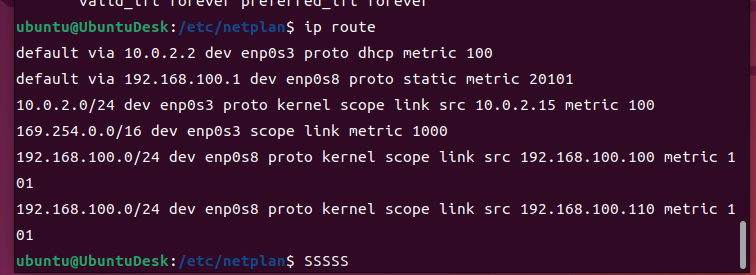 valid_lft forever preferred_lft forever
ubuntu@UbuntuDesk:/etc/netplan$ ip route
default via 10.0.2.2 dev enp0s3 proto dhcp metric 100
default via 192.168.100.1 dev enp0s8 proto static metric 20101
10.0.2.0/24 dev enp0s3 proto kernel scope link src 10.0.2.15 metric 100
169.254.0.0/16 dev enp0s3 scope link metric 1000
192.168.100.0/24 dev enp0s8 proto kernel scope link src 192.168.100.100 metric 1
01
192.168.100.0/24 dev enp0s8 proto kernel scope link src 192.168.100.110 metric 1
01
ubuntu@UbuntuDesk:/etc/netplan$ SSSSS